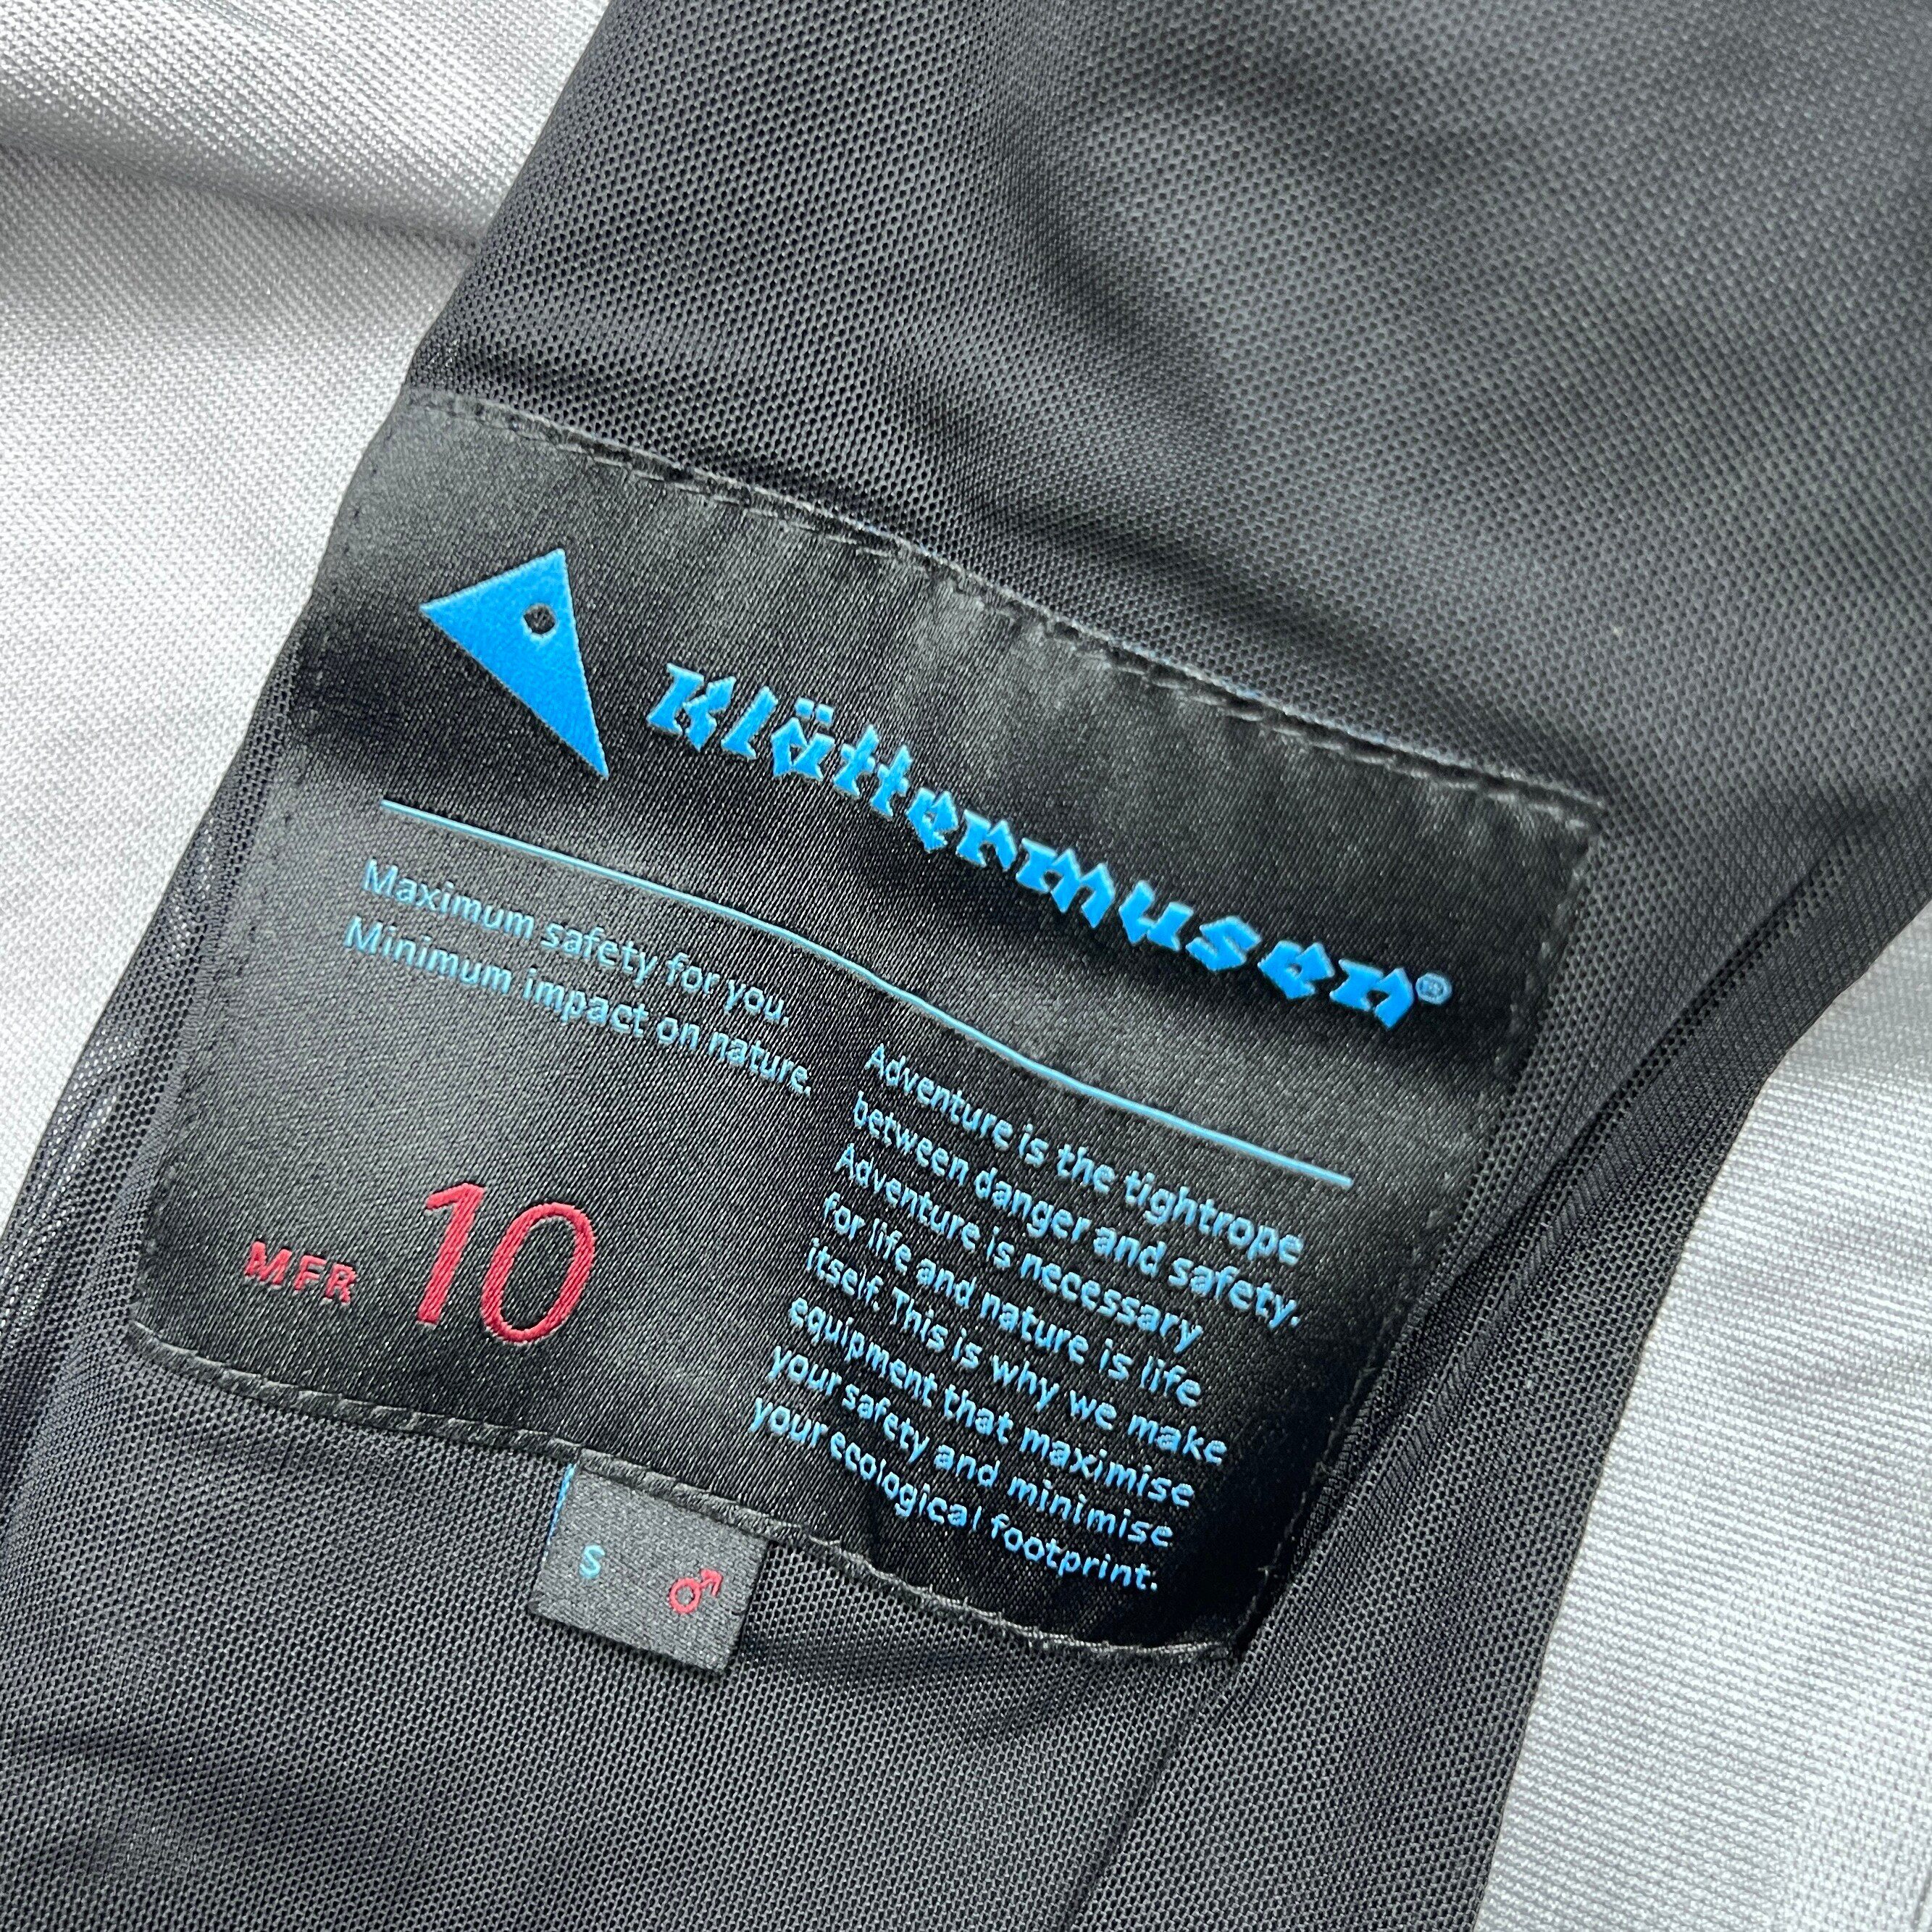 Klättermusen®
Maximum safety for you.
Minimum impact on nature.
MFR 10
Adventure is the tightrope
between danger and safety.
Adventure is necessary
for life and nature is life
itself. This is why we make
equipment that maximise
your safety and minimise
your ecological footprint.
S ♂